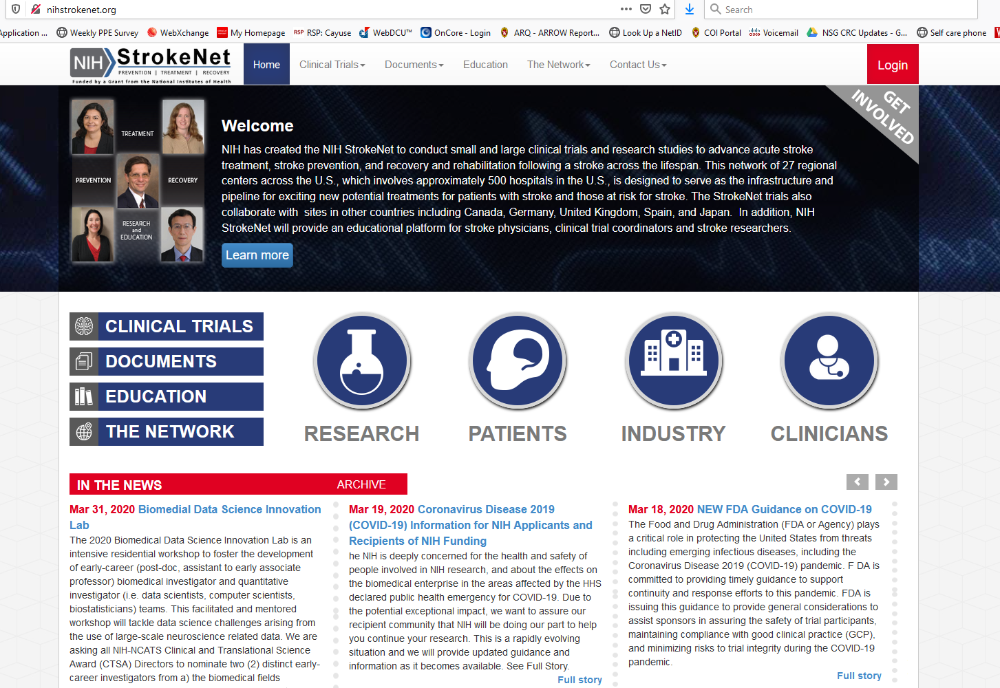 nihstrokenet.org
Search
Application ...
Weekly PPE Survey
WebXchange
My Homepage
RSP RSP: Cayuse
WebDCU™
OnCore - Login
ARQ - ARROW Report...
Look Up a NetID
COI Portal
cisco Voicemail
NSG CRC Updates - G...
Self care phone
NIH StrokeNet
PREVENTION | TREATMENT | RECOVERY
Funded by a Grant from the National Institutes of Health
Home
Clinical Trials
Documents
Education
The Network
Contact Us
Login
GET
INVOLVED
TREATMENT
PREVENTION
RECOVERY
RESEARCH
and
EDUCATION
Welcome
NIH has created the NIH StrokeNet to conduct small and large clinical trials and research studies to advance acute stroke
treatment, stroke prevention, and recovery and rehabilitation following a stroke across the lifespan. This network of 27 regional
centers across the U.S., which involves approximately 500 hospitals in the U.S., is designed to serve as the infrastructure and
pipeline for exciting new potential treatments for patients with stroke and those at risk for stroke. The StrokeNet trials also
collaborate with  sites in other countries including Canada, Germany, United Kingdom, Spain, and Japan.  In addition, NIH
StrokeNet will provide an educational platform for stroke physicians, clinical trial coordinators and stroke researchers.
Learn more
CLINICAL TRIALS
DOCUMENTS
EDUCATION
THE NETWORK
RESEARCH
PATIENTS
INDUSTRY
CLINICIANS
IN THE NEWS
ARCHIVE
Mar 31, 2020 Biomedial Data Science Innovation
Lab
The 2020 Biomedical Data Science Innovation Lab is an
intensive residential workshop to foster the development
of early-career (post-doc, assistant to early associate
professor) biomedical investigator and quantitative
investigator (i.e. data scientists, computer scientists,
biostatisticians) teams. This facilitated and mentored
workshop will tackle data science challenges arising from
the use of large-scale neuroscience related data. We are
asking all NIH-NCATS Clinical and Translational Science
Award (CTSA) Directors to nominate two (2) distinct early-
career investigators from a) the biomedical fields
Mar 19, 2020 Coronavirus Disease 2019
(COVID-19) Information for NIH Applicants and
Recipients of NIH Funding
he NIH is deeply concerned for the health and safety of
people involved in NIH research, and about the effects on
the biomedical enterprise in the areas affected by the HHS
declared public health emergency for COVID-19. Due to
the potential exceptional impact, we want to assure our
recipient community that NIH will be doing our part to help
you continue your research. This is a rapidly evolving
situation and we will provide updated guidance and
information as it becomes available. See Full Story.
Full story
Mar 18, 2020 NEW FDA Guidance on COVID-19
The Food and Drug Administration (FDA or Agency) plays
a critical role in protecting the United States from threats
including emerging infectious diseases, including the
Coronavirus Disease 2019 (COVID-19) pandemic. F DA is
committed to providing timely guidance to support
continuity and response efforts to this pandemic. FDA is
issuing this guidance to provide general considerations to
assist sponsors in assuring the safety of trial participants,
maintaining compliance with good clinical practice (GCP),
and minimizing risks to trial integrity during the COVID-19
pandemic.
Full story